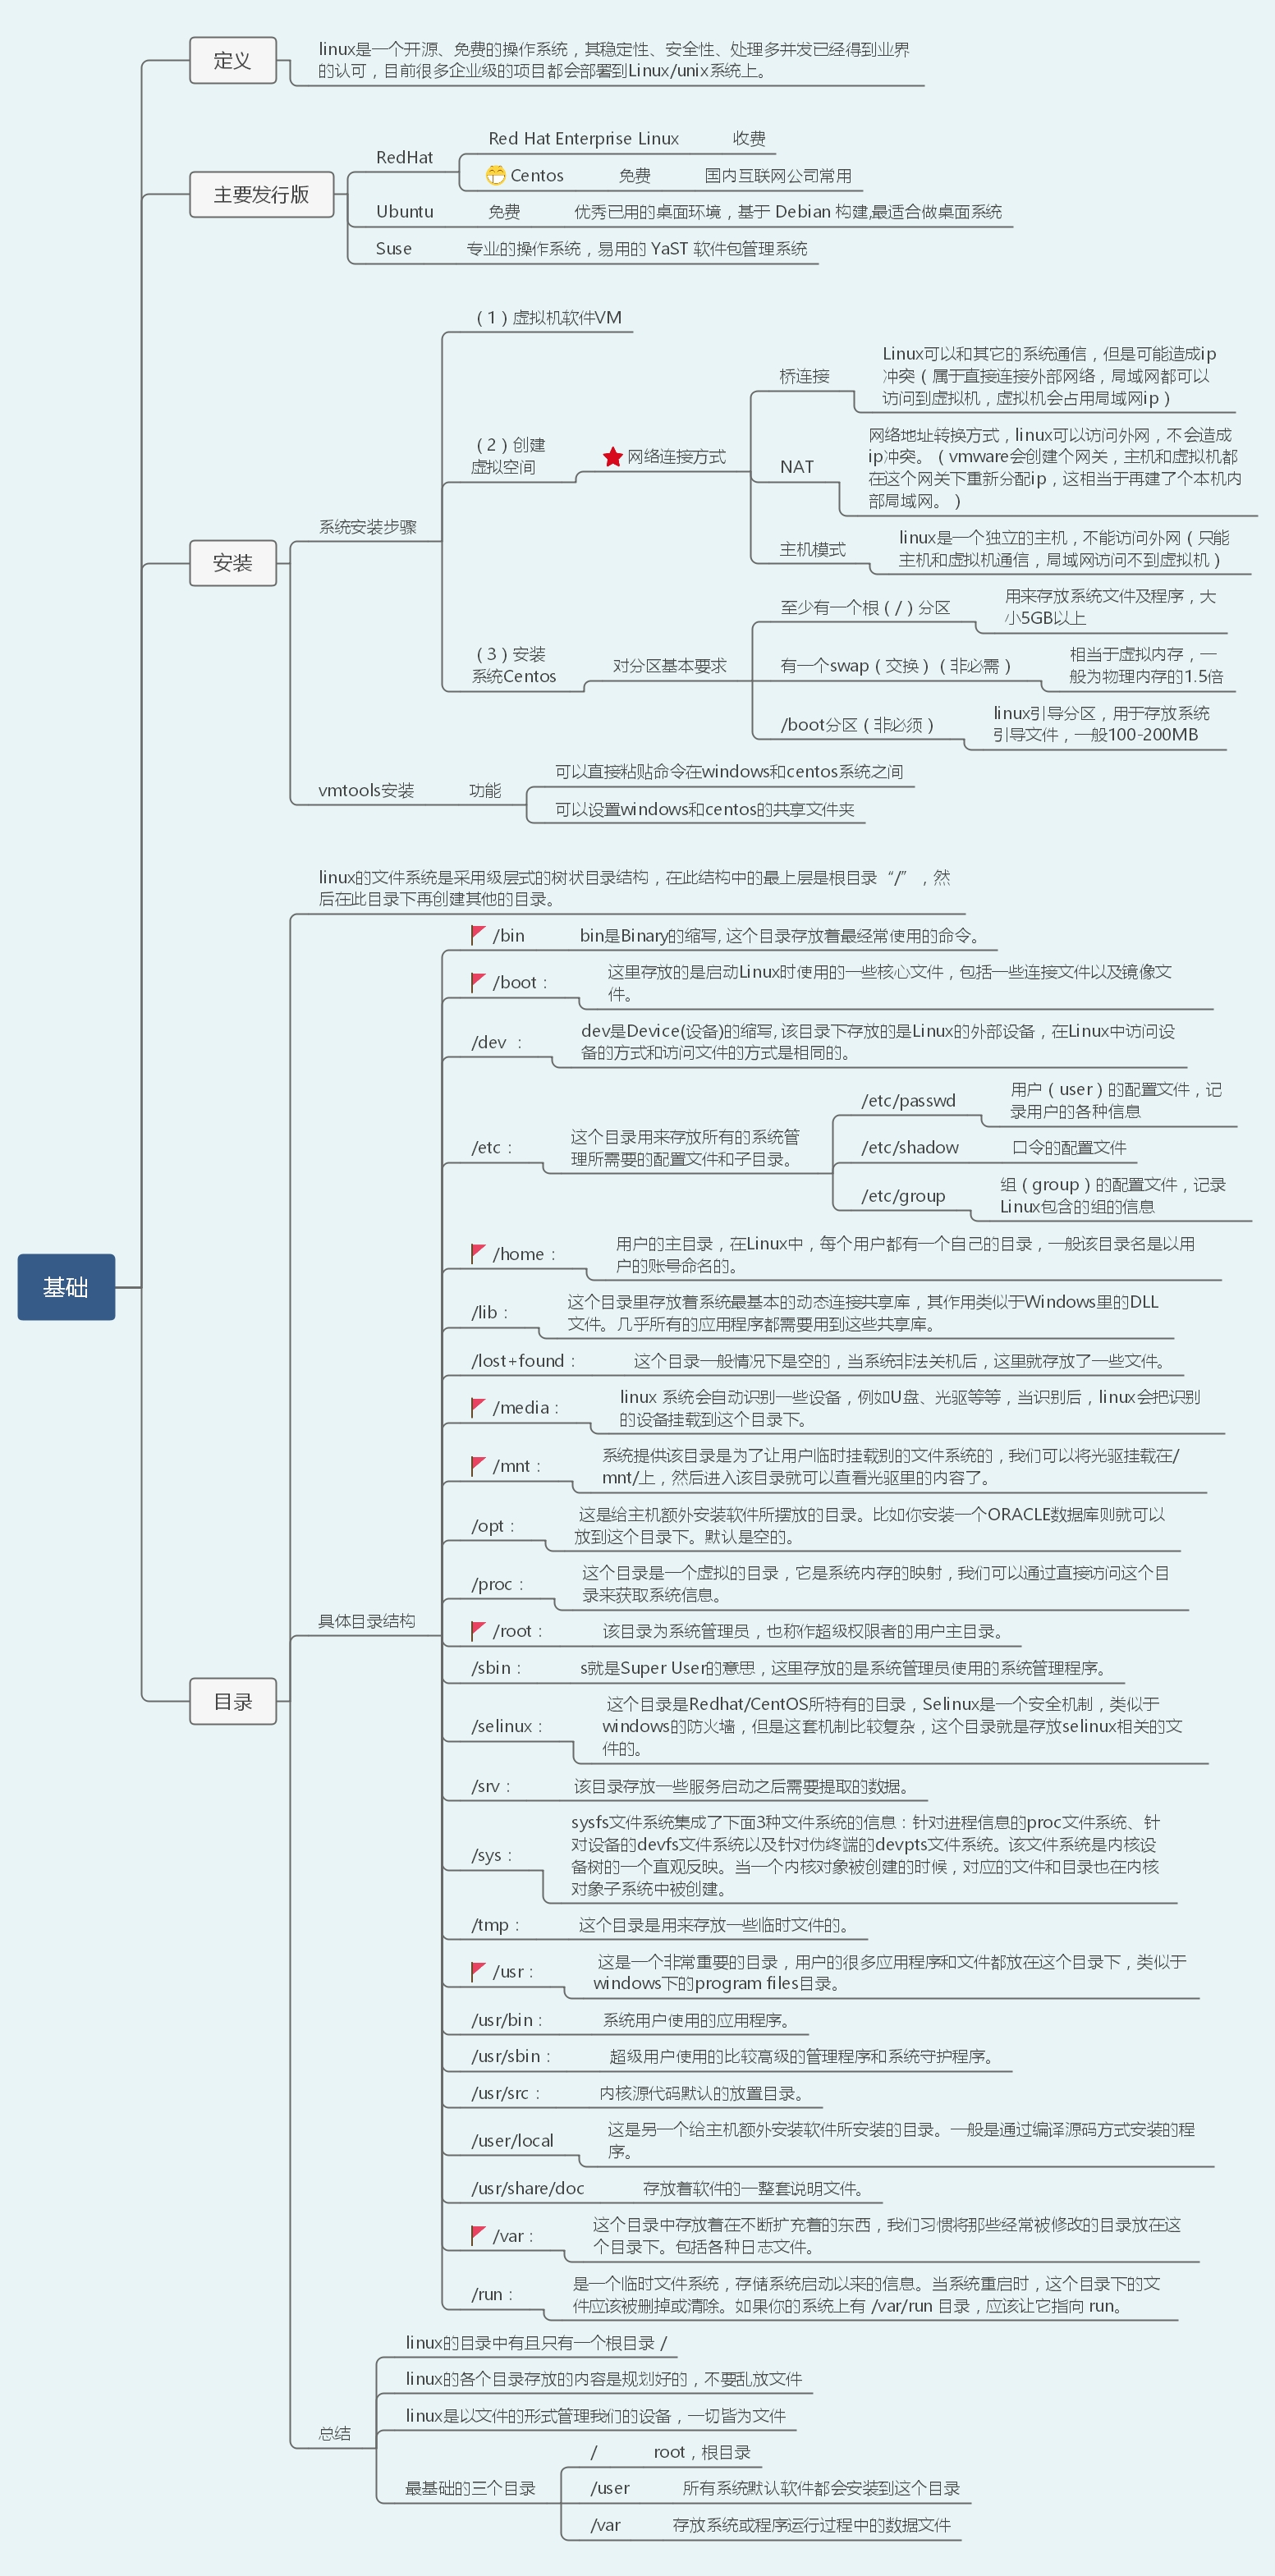 基础
定义
linux是一个开源、免费的操作系统，其稳定性、安全性、处理多并发已经得到业界
的认可，目前很多企业级的项目都会部署到Linux/unix系统上。
主要发行版
RedHat
Red Hat Enterprise Linux 收费
Centos 免费 国内互联网公司常用
Ubuntu 免费 优秀已用的桌面环境，基于 Debian 构建,最适合做桌面系统
Suse 专业的操作系统，易用的 YaST 软件包管理系统
安装
系统安装步骤
（1）虚拟机软件VM
（2）创建
虚拟空间
网络连接方式
桥连接
Linux可以和其它的系统通信，但是可能造成ip
冲突（属于直接连接外部网络，局域网都可以
访问到虚拟机，虚拟机会占用局域网ip）
NAT
网络地址转换方式，linux可以访问外网，不会造成
ip冲突。（vmware会创建个网关，主机和虚拟机都
在这个网关下重新分配ip，这相当于再建了个本机内
部局域网。）
主机模式
linux是一个独立的主机，不能访问外网（只能
主机和虚拟机通信，局域网访问不到虚拟机）
（3）安装
系统Centos
对分区基本要求
至少有一个根（/）分区
用来存放系统文件及程序，大
小5GB以上
有一个swap（交换）（非必需）
相当于虚拟内存，一
般为物理内存的1.5倍
/boot分区（非必须）
linux引导分区，用于存放系统
引导文件，一般100-200MB
vmtools安装 功能
可以直接粘贴命令在windows和centos系统之间
可以设置windows和centos的共享文件夹
目录
linux的文件系统是采用级层式的树状目录结构，在此结构中的最上层是根目录“/”，然
后在此目录下再创建其他的目录。
具体目录结构
/bin bin是Binary的缩写, 这个目录存放着最经常使用的命令。
/boot：
这里存放的是启动Linux时使用的一些核心文件，包括一些连接文件以及镜像文
件。
/dev ：
dev是Device(设备)的缩写, 该目录下存放的是Linux的外部设备，在Linux中访问设
备的方式和访问文件的方式是相同的。
/etc：
这个目录用来存放所有的系统管
理所需要的配置文件和子目录。
/etc/passwd
用户（user）的配置文件，记
录用户的各种信息
/etc/shadow 口令的配置文件
/etc/group
组（group）的配置文件，记录
Linux包含的组的信息
/home：
用户的主目录，在Linux中，每个用户都有一个自己的目录，一般该目录名是以用
户的账号命名的。
/lib：
这个目录里存放着系统最基本的动态连接共享库，其作用类似于Windows里的DLL
文件。几乎所有的应用程序都需要用到这些共享库。
/lost+found： 这个目录一般情况下是空的，当系统非法关机后，这里就存放了一些文件。
/media：
linux 系统会自动识别一些设备，例如U盘、光驱等等，当识别后，linux会把识别
的设备挂载到这个目录下。
/mnt：
系统提供该目录是为了让用户临时挂载别的文件系统的，我们可以将光驱挂载在/
mnt/上，然后进入该目录就可以查看光驱里的内容了。
/opt：
这是给主机额外安装软件所摆放的目录。比如你安装一个ORACLE数据库则就可以
放到这个目录下。默认是空的。
/proc：
这个目录是一个虚拟的目录，它是系统内存的映射，我们可以通过直接访问这个目
录来获取系统信息。
/root： 该目录为系统管理员，也称作超级权限者的用户主目录。
/sbin： s就是Super User的意思，这里存放的是系统管理员使用的系统管理程序。
/selinux：
这个目录是Redhat/CentOS所特有的目录，Selinux是一个安全机制，类似于
windows的防火墙，但是这套机制比较复杂，这个目录就是存放selinux相关的文
件的。
/srv： 该目录存放一些服务启动之后需要提取的数据。
/sys：
sysfs文件系统集成了下面3种文件系统的信息：针对进程信息的proc文件系统、针
对设备的devfs文件系统以及针对伪终端的devpts文件系统。该文件系统是内核设
备树的一个直观反映。当一个内核对象被创建的时候，对应的文件和目录也在内核
对象子系统中被创建。
/tmp： 这个目录是用来存放一些临时文件的。
/usr：
这是一个非常重要的目录，用户的很多应用程序和文件都放在这个目录下，类似于
windows下的program files目录。
/usr/bin： 系统用户使用的应用程序。
/usr/sbin： 超级用户使用的比较高级的管理程序和系统守护程序。
/usr/src： 内核源代码默认的放置目录。
/user/local
这是另一个给主机额外安装软件所安装的目录。一般是通过编译源码方式安装的程
序。
/usr/share/doc 存放着软件的一整套说明文件。
/var：
这个目录中存放着在不断扩充着的东西，我们习惯将那些经常被修改的目录放在这
个目录下。包括各种日志文件。
/run：
是一个临时文件系统，存储系统启动以来的信息。当系统重启时，这个目录下的文
件应该被删掉或清除。如果你的系统上有 /var/run 目录，应该让它指向 run。
总结
linux的目录中有且只有一个根目录 /
linux的各个目录存放的内容是规划好的，不要乱放文件
linux是以文件的形式管理我们的设备，一切皆为文件
最基础的三个目录
/ root，根目录
/user 所有系统默认软件都会安装到这个目录
/var 存放系统或程序运行过程中的数据文件